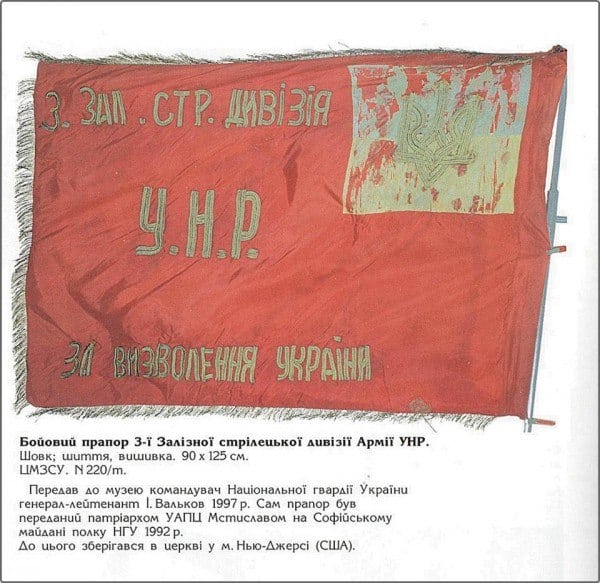 3. ЗАЛ. СТР. ДИВІЗІЯ
У.Н.Р.
ЗА ВИЗВОЛЕННЯ УКРАЇНИ
Бойовий прапор 3-ї Залізної стрілецької дивізії Армії УНР.
Шовк; шиття, вишивка. 90 х 125 см.
ЦМЗСУ. N 220/т.
Передав до музею командувач Національної гвардії України
генерал-лейтенант І. Вальков 1997 р. Сам прапор був
переданий патріархом УАПЦ Мстиславом на Софійському
майдані полку НГУ 1992 р.
До цього зберігався в церкві у м. Нью-Джерсі (США).